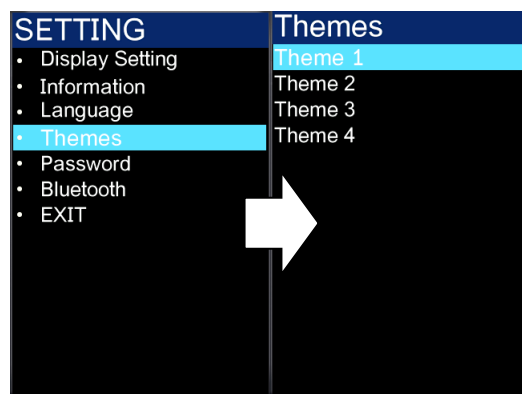 SETTING
• Display Setting
• Information
• Language
• Themes
• Password
• Bluetooth
• EXIT
Themes
Theme 1
Theme 2
Theme 3
Theme 4